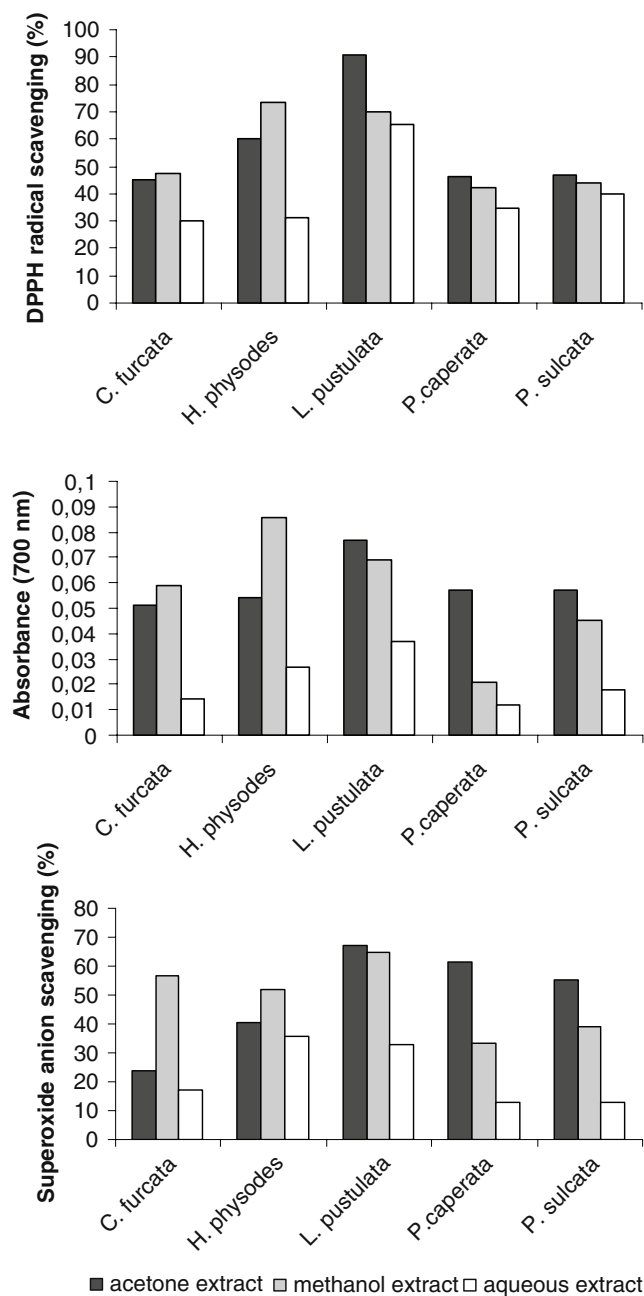 DPPH radical scavenging (%)
100
90
80
70
60
50
40
30
20
10
0
C. furcata
H. physodes
L. pustulata
P.caperata
P. sulcata
Absorbance (700 nm)
0,1
0,09
0,08
0,07
0,06
0,05
0,04
0,03
0,02
0,01
0
C. furcata
H. physodes
L. pustulata
P.caperata
P. sulcata
Superoxide anion scavenging (%)
80
70
60
50
40
30
20
10
0
C. furcata
H. physodes
L. pustulata
P.caperata
P. sulcata
acetone extract methanol extract aqueous extract